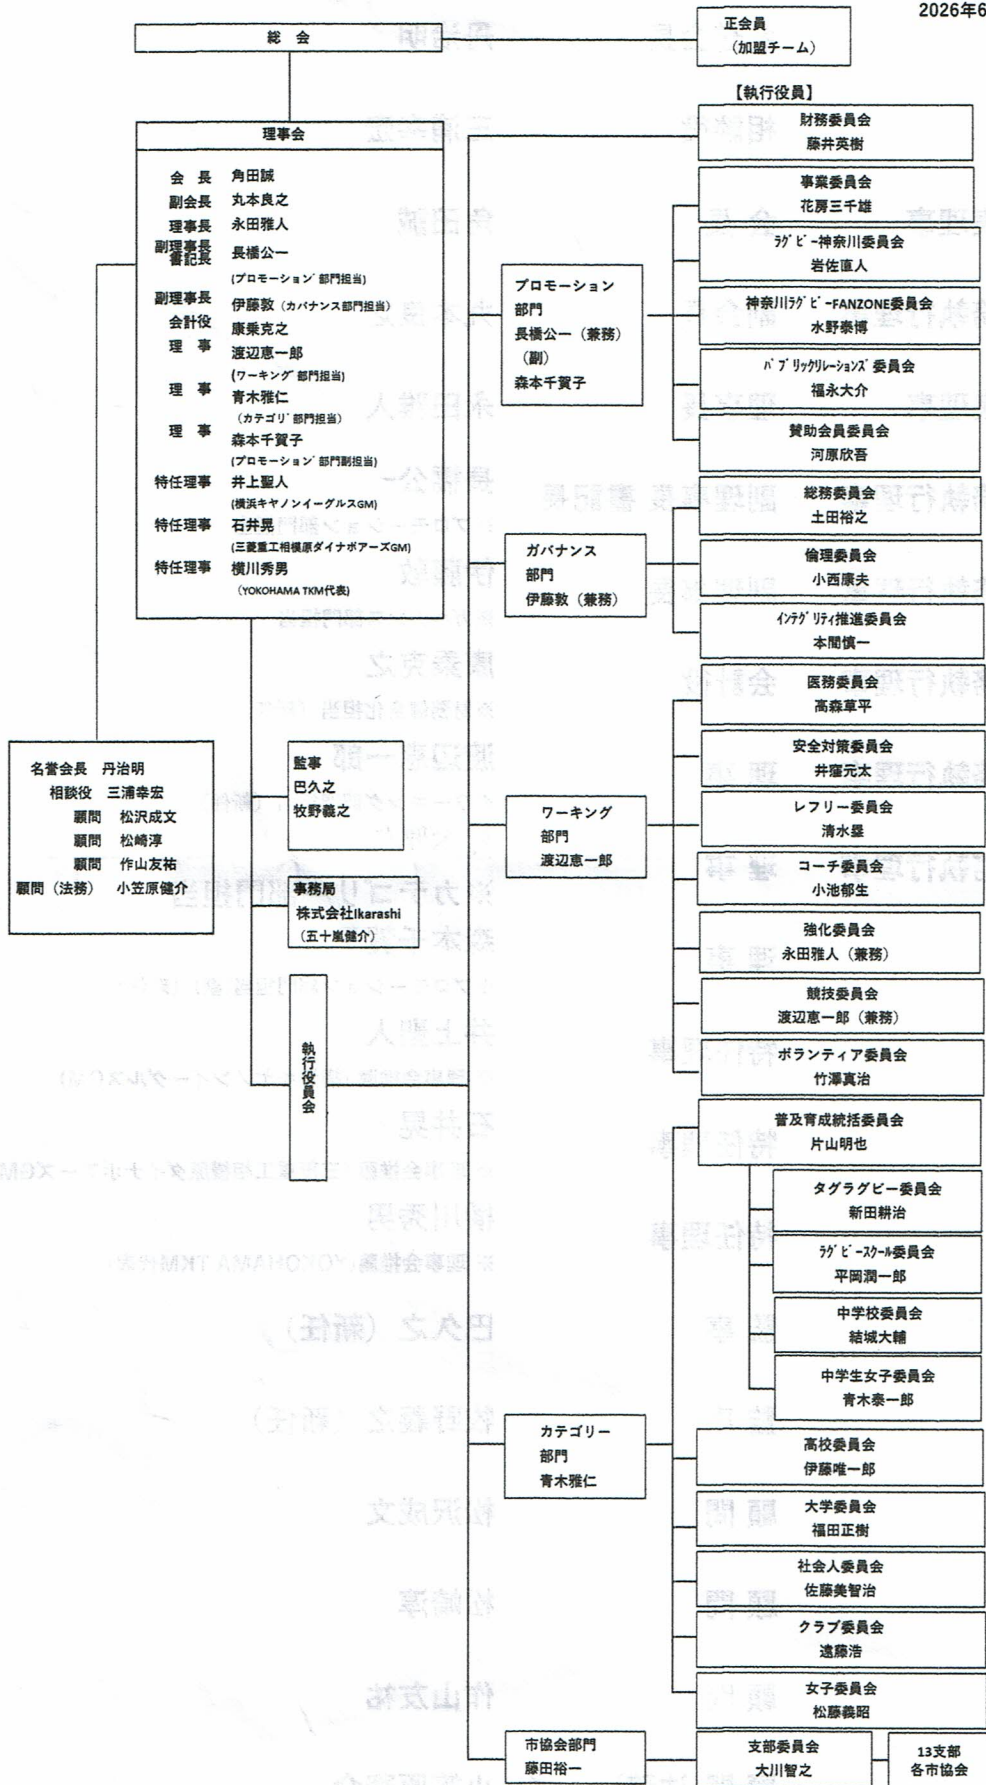 2026年6
総　会
正会員
（加盟チーム）
【執行役員】
理事会
会　長　角田誠
副会長　丸本良之
理事長　永田雅人
副理事長
書記長　長橋公一
(プロモーション部門担当)
副理事長　伊藤敦（カバナンス部門担当）
会計役　康乗克之
理　事　渡辺恵一郎
(ワーキング部門担当)
理　事　青木雅仁
（カテゴリ部門担当）
理　事　森本千賀子
(プロモーション部門副担当)
特任理事　井上聖人
(横浜キヤノンイーグルスGM)
特任理事　石井晃
(三菱重工相模原ダイナボアーズGM)
特任理事　横川秀男
（YOKOHAMA TKM代表）
名誉会長　丹治明
相談役　三浦幸宏
顧問　松沢成文
顧問　松崎淳
顧問　作山友祐
顧問（法務）　小笠原健介
監事
巴久之
牧野義之
事務局
株式会社Ikarashi
（五十嵐健介）
執行役員会
財務委員会
藤井英樹
プロモーション
部門
長橋公一（兼務）
（副）
森本千賀子
事業委員会
花房三千雄
ラグビー神奈川委員会
岩佐直人
神奈川ラグビーFANZONE委員会
水野泰博
パブリックリレーションズ委員会
福永大介
賛助会員委員会
河原欣吾
ガバナンス
部門
伊藤敦（兼務）
総務委員会
土田裕之
倫理委員会
小西康夫
インテグリティ推進委員会
本間慎一
ワーキング
部門
渡辺恵一郎
医務委員会
高森草平
安全対策委員会
井窪元太
レフリー委員会
清水塁
コーチ委員会
小池郁生
強化委員会
永田雅人（兼務）
競技委員会
渡辺恵一郎（兼務）
ボランティア委員会
竹澤真治
カテゴリー
部門
青木雅仁
普及育成統括委員会
片山明也
タグラグビー委員会
新田耕治
ラグビースクール委員会
平岡潤一郎
中学校委員会
結城大輔
中学生女子委員会
青木泰一郎
高校委員会
伊藤唯一郎
大学委員会
福田正樹
社会人委員会
佐藤美智治
クラブ委員会
遠藤浩
女子委員会
松藤義昭
市協会部門
藤田裕一
支部委員会
大川智之
13支部
各市協会